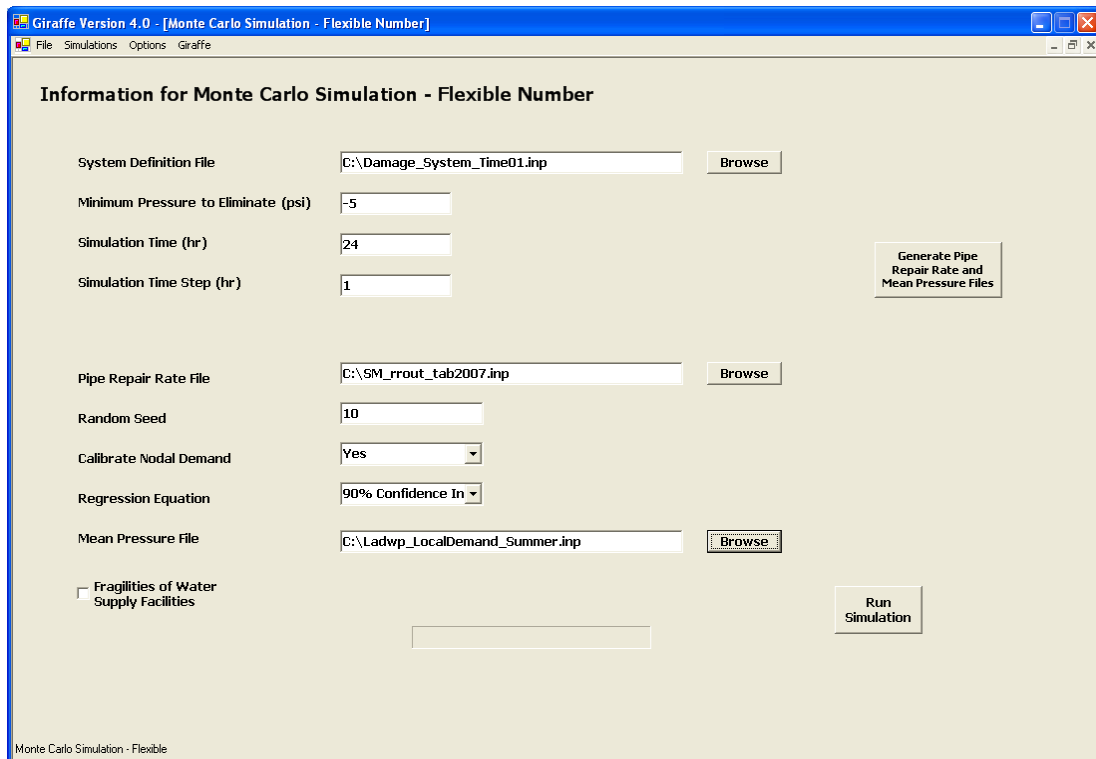 Giraffe Version 4.0 - [Monte Carlo Simulation - Flexible Number]
File Simulations Options Giraffe
Information for Monte Carlo Simulation - Flexible Number
System Definition File C:\Damage_System_Time01.inp Browse
Minimum Pressure to Eliminate (psi) -5
Simulation Time (hr) 24
Simulation Time Step (hr) 1
Generate Pipe
Repair Rate and
Mean Pressure Files
Pipe Repair Rate File C:\SM_rrout_tab2007.inp Browse
Random Seed 10
Calibrate Nodal Demand Yes
Regression Equation 90% Confidence In
Mean Pressure File C:\Ladwp_LocalDemand_Summer.inp Browse
Fragilities of Water
Supply Facilities
Run
Simulation
Monte Carlo Simulation - Flexible